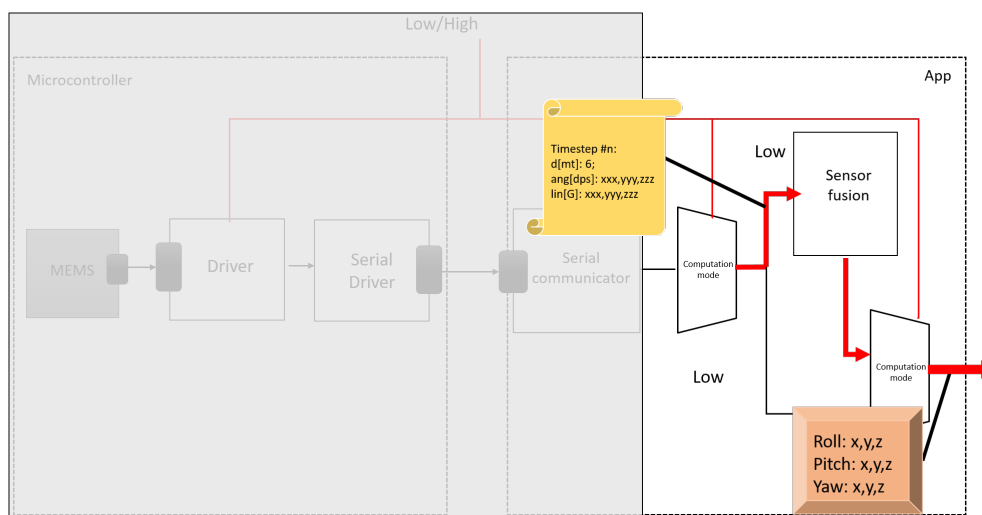 Low/High
Microcontroller
App
Timestep #n:
d[mt]: 6;
ang[dps]: xxx,yyy,zzz
lin[G]: xxx,yyy,zzz
Low
Sensor
fusion
MEMS
Driver
Serial
Driver
Serial
communicator
Computation
mode
Low
Computation
mode
Roll: x,y,z
Pitch: x,y,z
Yaw: x,y,z